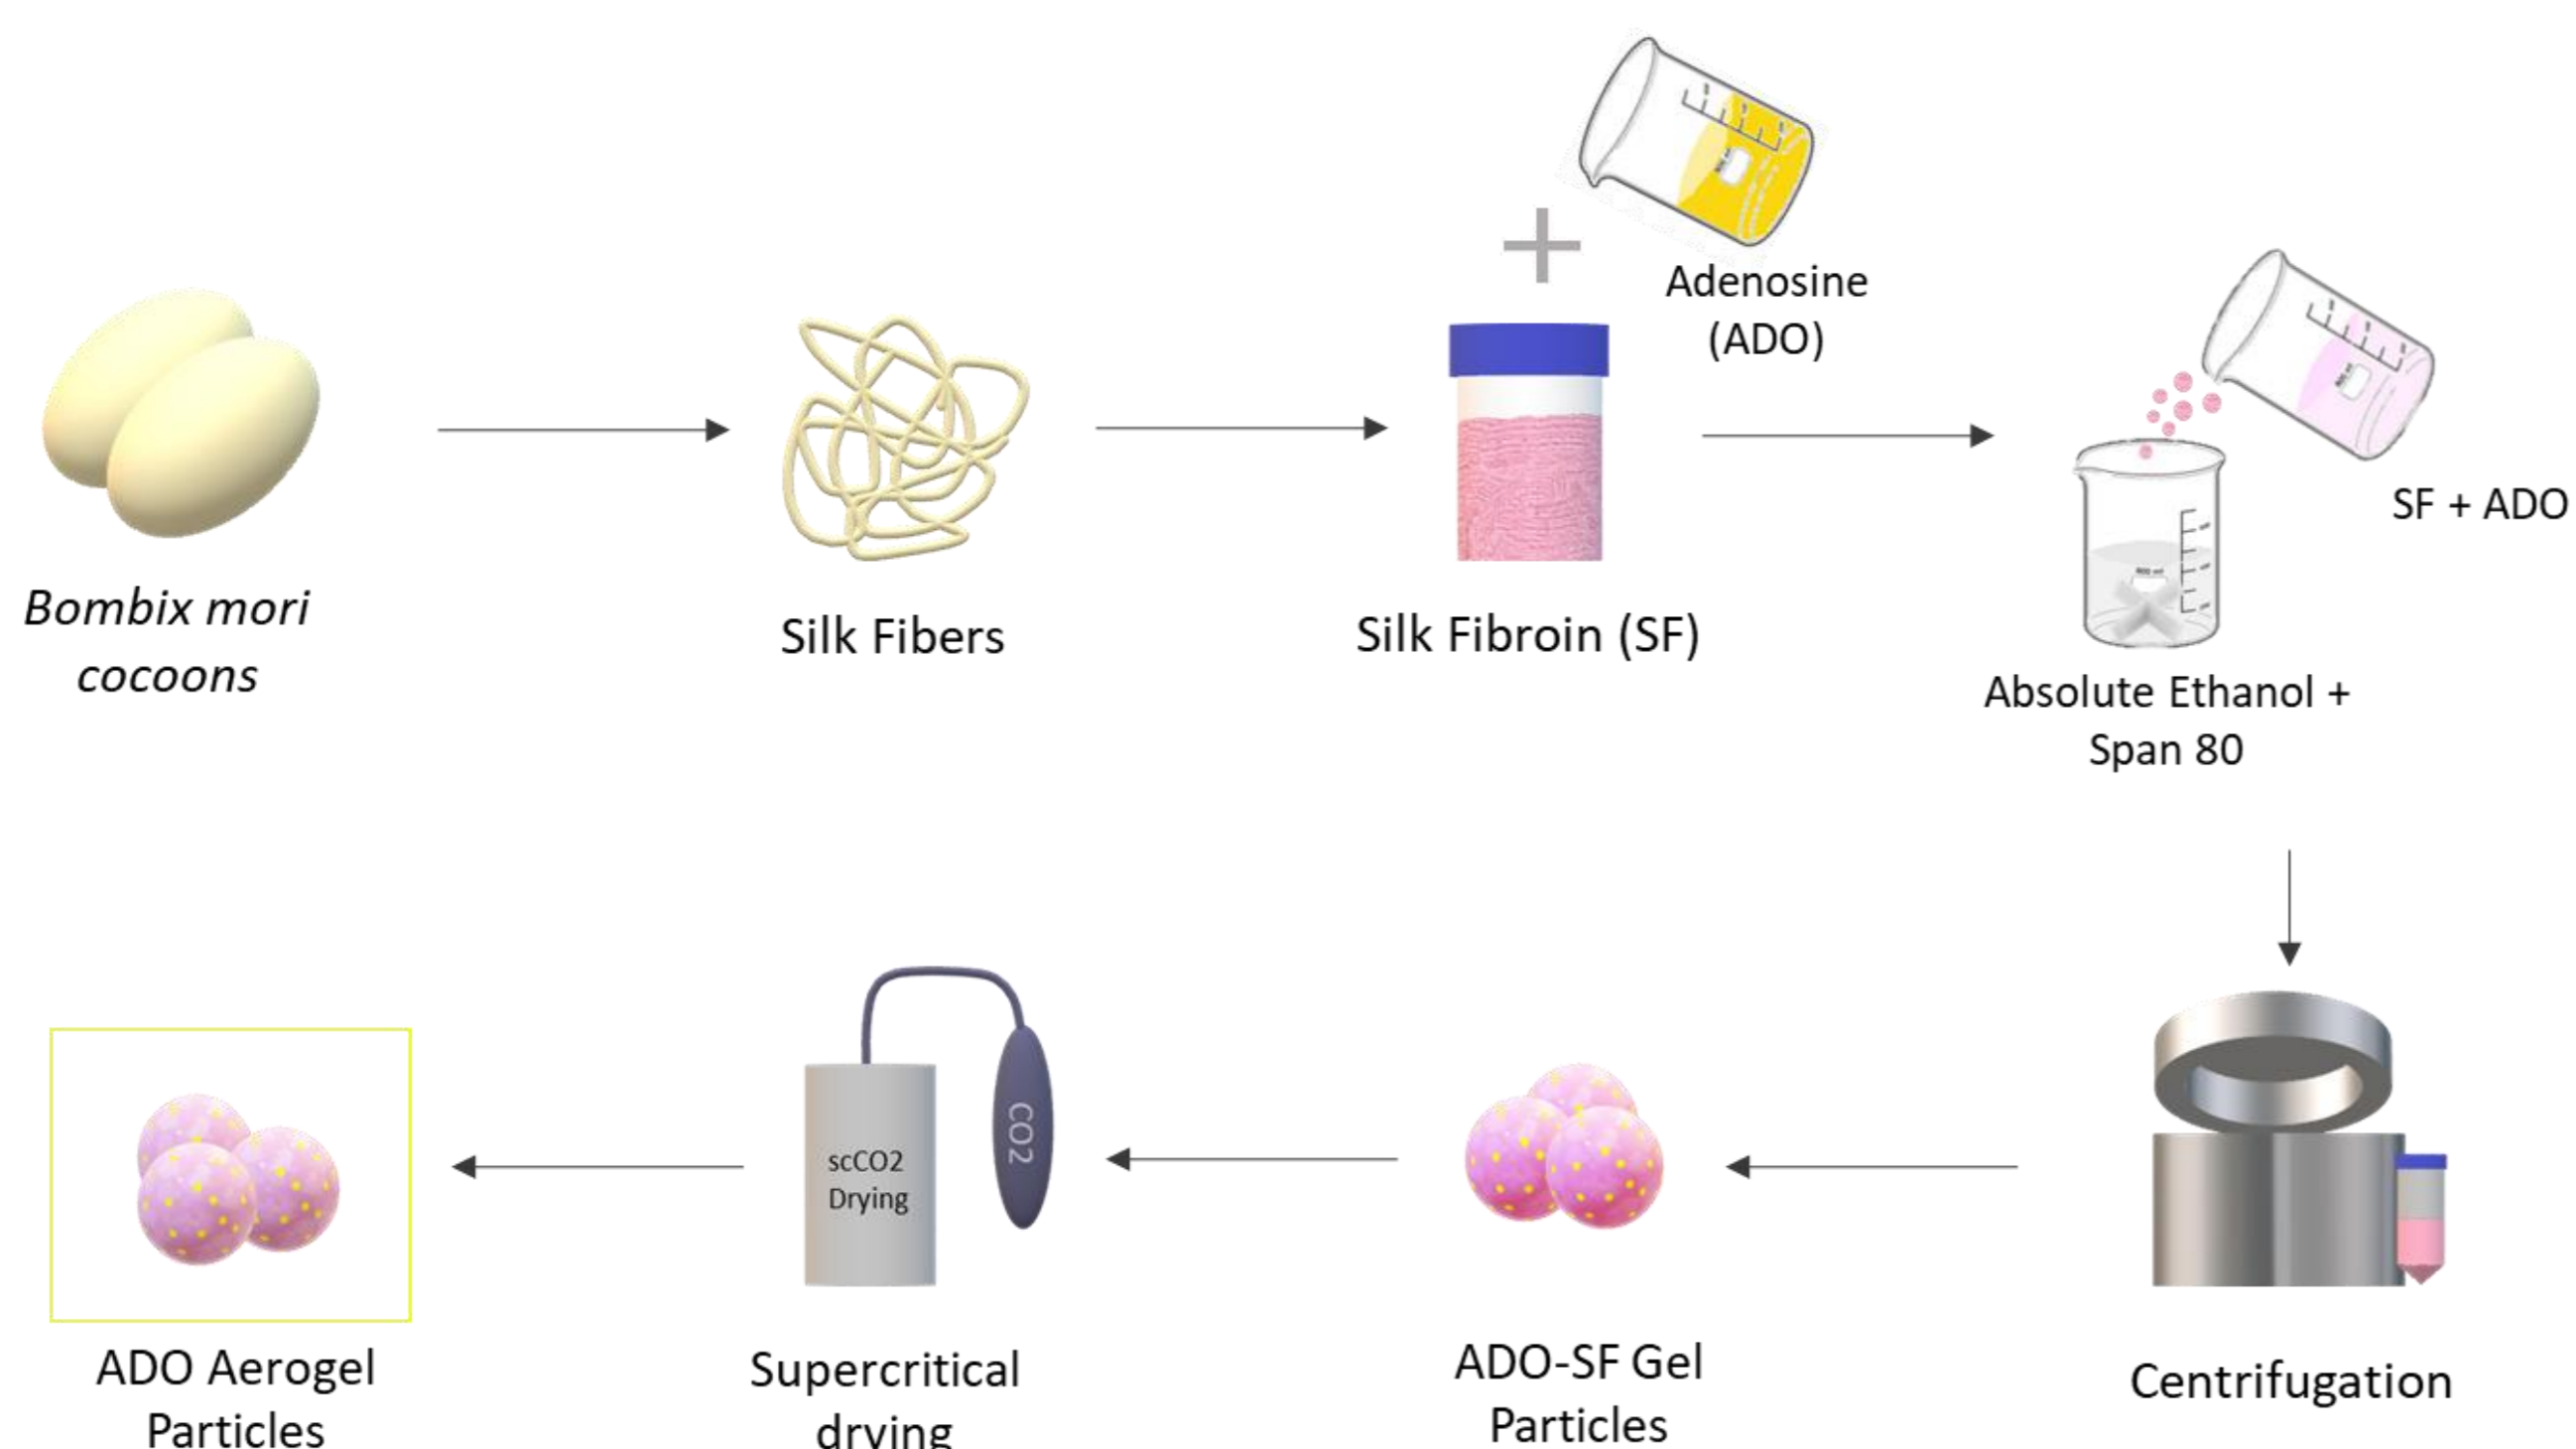 Adenosine
(ADO)
Bombix mori
cocoons
Silk Fibers
Silk Fibroin (SF)
SF + ADO
Absolute Ethanol +
Span 80
Centrifugation
ADO-SF Gel
Particles
CO2
scCO2
Drying
Supercritical
drying
ADO Aerogel
Particles